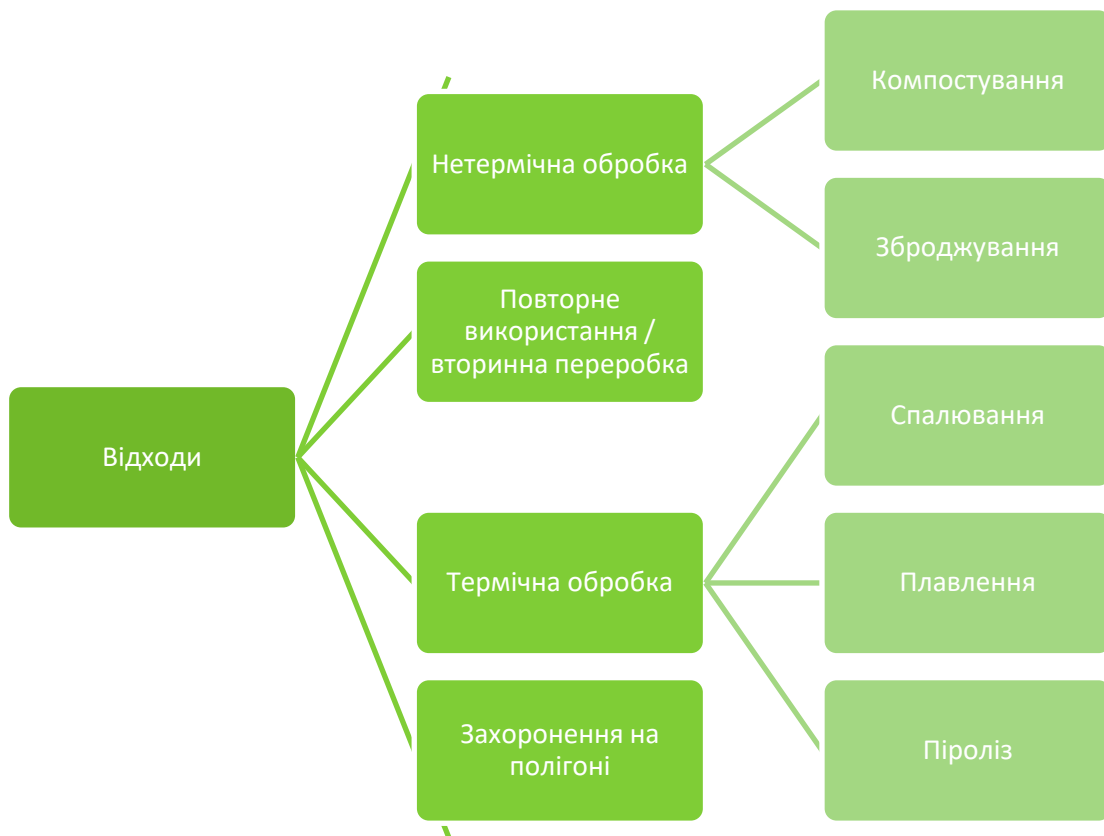 Відходи
Нетермічна обробка
Компостування
Зброджування
Повторне
використання /
вторинна переробка
Термічна обробка
Спалювання
Плавлення
Піроліз
Захоронення на
полігоні